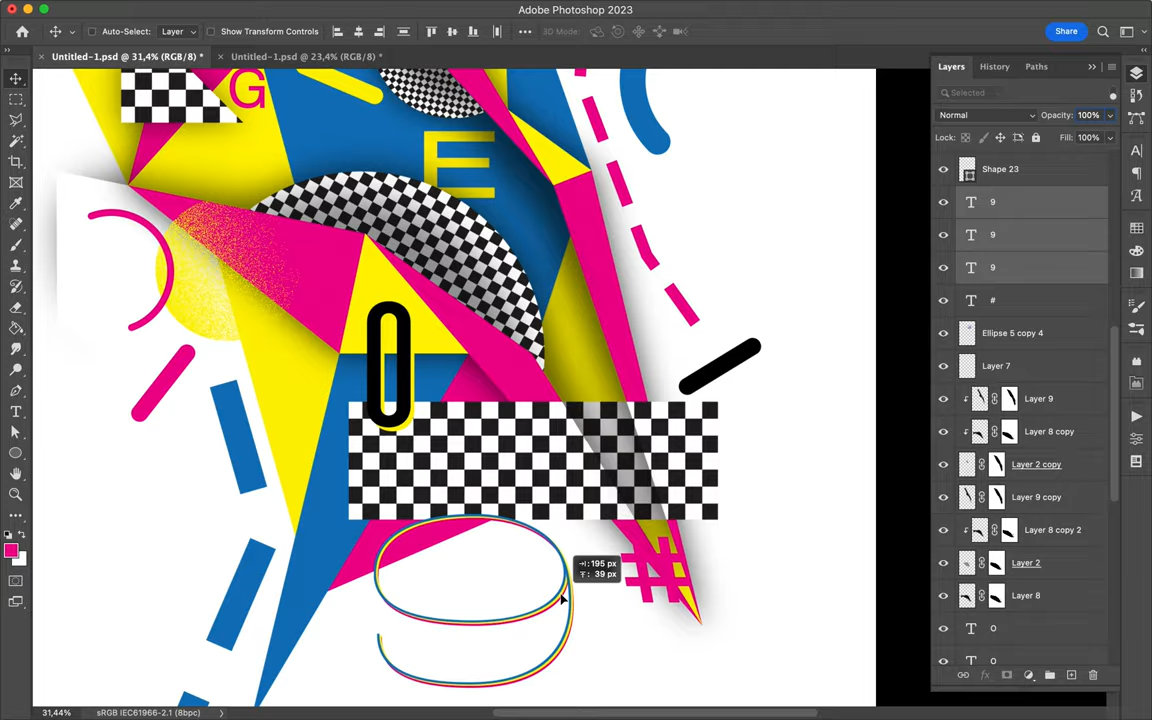 Adobe Photoshop 2023
Auto-Select: Layer Show Transform Controls 3D Mode: Share
Untitled-1.psd @ 31,4% (RGB/8) * Untitled-1.psd @ 23,4% (RGB/8) *
Layers History Paths
Selected
Normal Opacity: 100%
Lock: Fill: 100%
Shape 23
T 9
T 9
T 9
T #
Ellipse 5 copy 4
Layer 7
Layer 9
Layer 8 copy
Layer 2 copy
Layer 9 copy
Layer 8 copy 2
Layer 2
Layer 8
T O
T O
G
E
0
#
9
: 195 px
: 39 px
31,44% sRGB IEC61966-2.1 (8bpc)